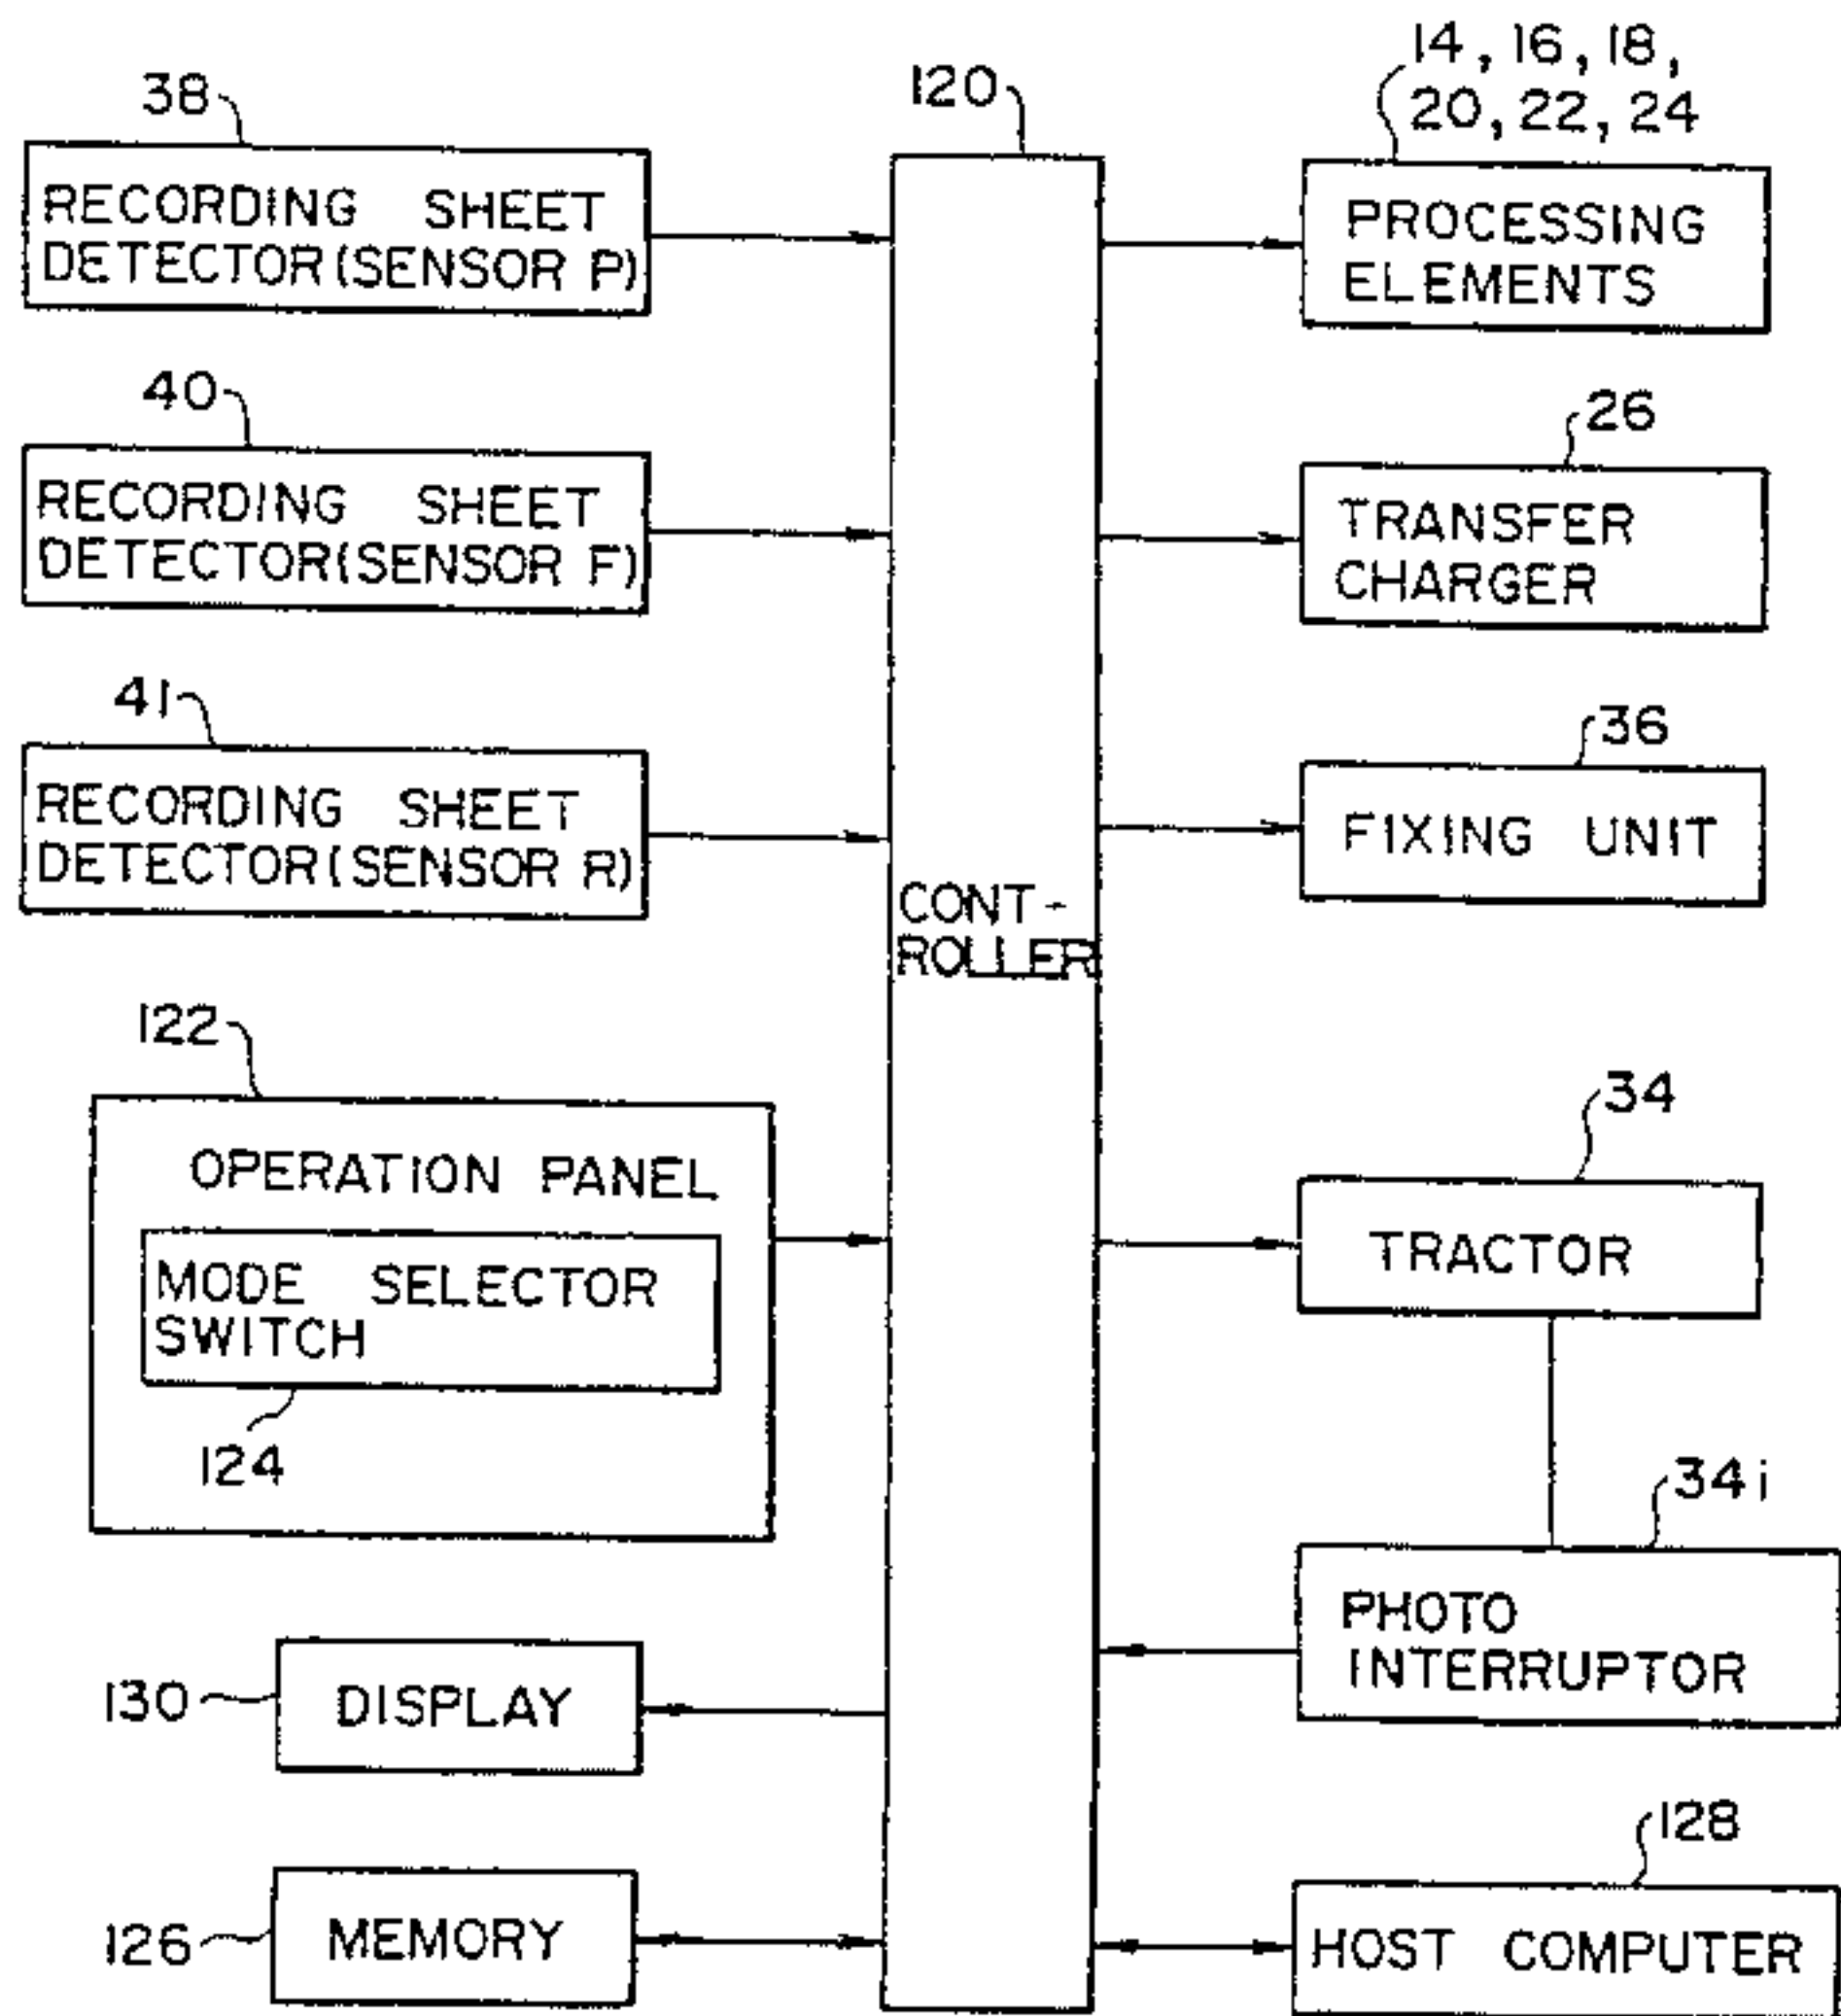 38
RECORDING SHEET
DETECTOR(SENSOR P)
40
RECORDING SHEET
DETECTOR(SENSOR F)
41
RECORDING SHEET
DETECTOR(SENSOR R)
122
OPERATION PANEL
MODE SELECTOR
SWITCH
124
130
DISPLAY
126
MEMORY
120
CONT-
ROLLER
14, 16, 18,
20, 22, 24
PROCESSING
ELEMENTS
26
TRANSFER
CHARGER
36
FIXING UNIT
34
TRACTOR
34i
PHOTO
INTERRUPTOR
128
HOST COMPUTER